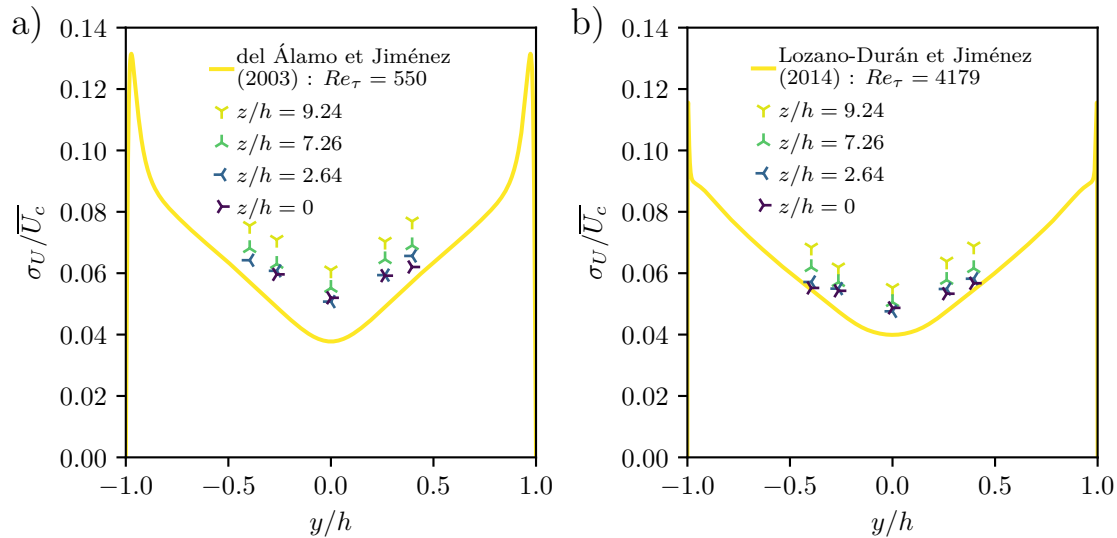 a)
0.14
0.12
0.10
0.08
0.06
0.04
0.02
0.00
σ_U/\overline{U_c}
del Álamo et Jiménez
(2003) : Re_τ = 550
z/h = 9.24
z/h = 7.26
z/h = 2.64
z/h = 0
−1.0 −0.5 0.0 0.5 1.0
y/h
b)
0.14
0.12
0.10
0.08
0.06
0.04
0.02
0.00
σ_U/\overline{U_c}
Lozano-Durán et Jiménez
(2014) : Re_τ = 4179
z/h = 9.24
z/h = 7.26
z/h = 2.64
z/h = 0
−1.0 −0.5 0.0 0.5 1.0
y/h